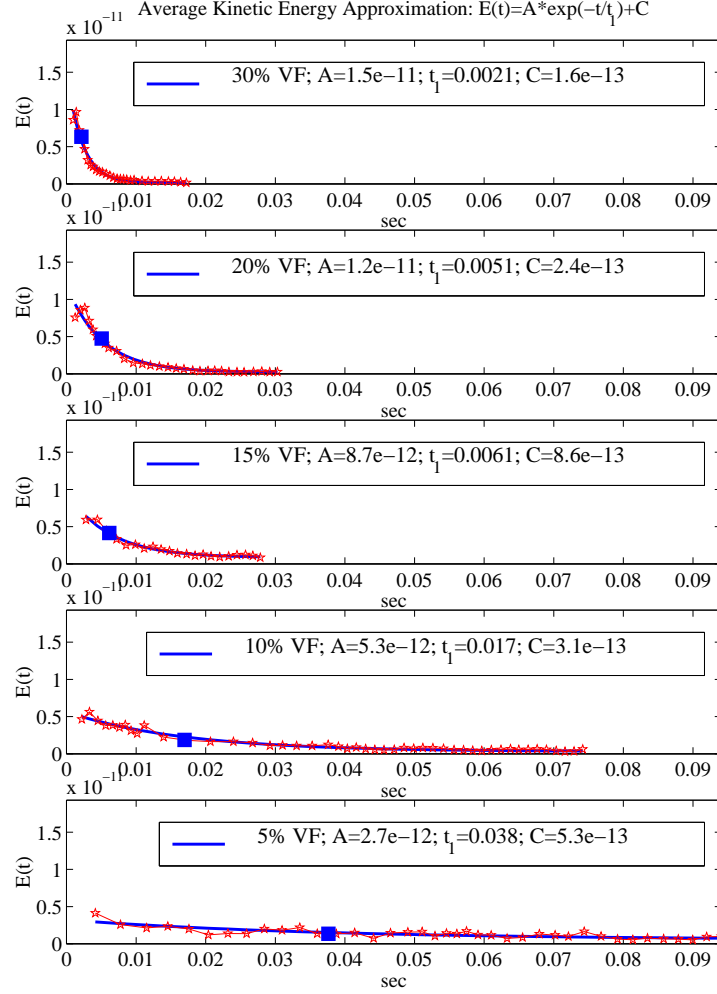 Average Kinetic Energy Approximation: E(t)=A*exp(−t/t_l)+C
x 10^−11
1.5
1
0.5
0
E(t)
30% VF; A=1.5e−11; t_l=0.0021; C=1.6e−13
0 0.01 0.02 0.03 0.04 0.05 0.06 0.07 0.08 0.09
sec
x 10^−11
1.5
1
0.5
0
E(t)
20% VF; A=1.2e−11; t_l=0.0051; C=2.4e−13
0 0.01 0.02 0.03 0.04 0.05 0.06 0.07 0.08 0.09
sec
x 10^−11
1.5
1
0.5
0
E(t)
15% VF; A=8.7e−12; t_l=0.0061; C=8.6e−13
0 0.01 0.02 0.03 0.04 0.05 0.06 0.07 0.08 0.09
sec
x 10^−11
1.5
1
0.5
0
E(t)
10% VF; A=5.3e−12; t_l=0.017; C=3.1e−13
0 0.01 0.02 0.03 0.04 0.05 0.06 0.07 0.08 0.09
sec
x 10^−11
1.5
1
0.5
0
E(t)
5% VF; A=2.7e−12; t_l=0.038; C=5.3e−13
0 0.01 0.02 0.03 0.04 0.05 0.06 0.07 0.08 0.09
sec